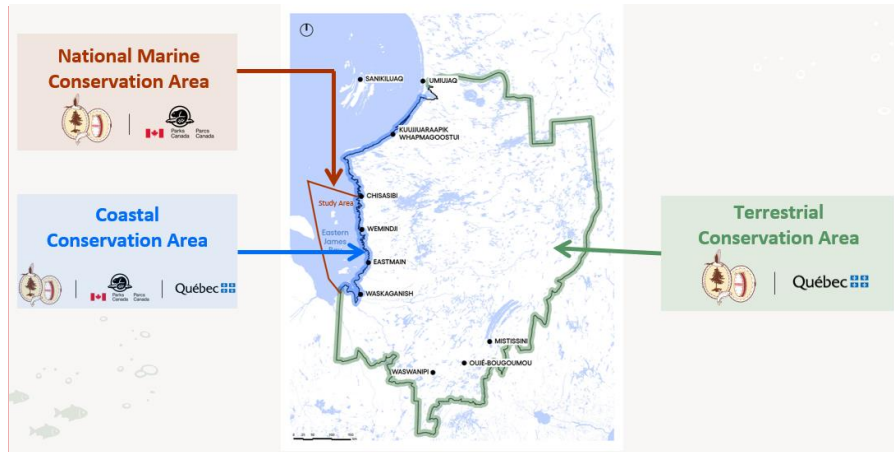 National Marine
Conservation Area
Parks Canada
Parcs Canada
Coastal
Conservation Area
Parks Canada
Parcs Canada
Québec
SANIKILUAQ
UMIUJAQ
KUUJJUARAAPIK
WHAPMAGOOSTUI
CHISASIBI
Study Area
WEMINDJI
Eastern
James
EASTMAIN
WASKAGANISH
MISTISSINI
OUJÉ-BOUGOUMOU
WASWANIPI
Terrestrial
Conservation Area
Québec